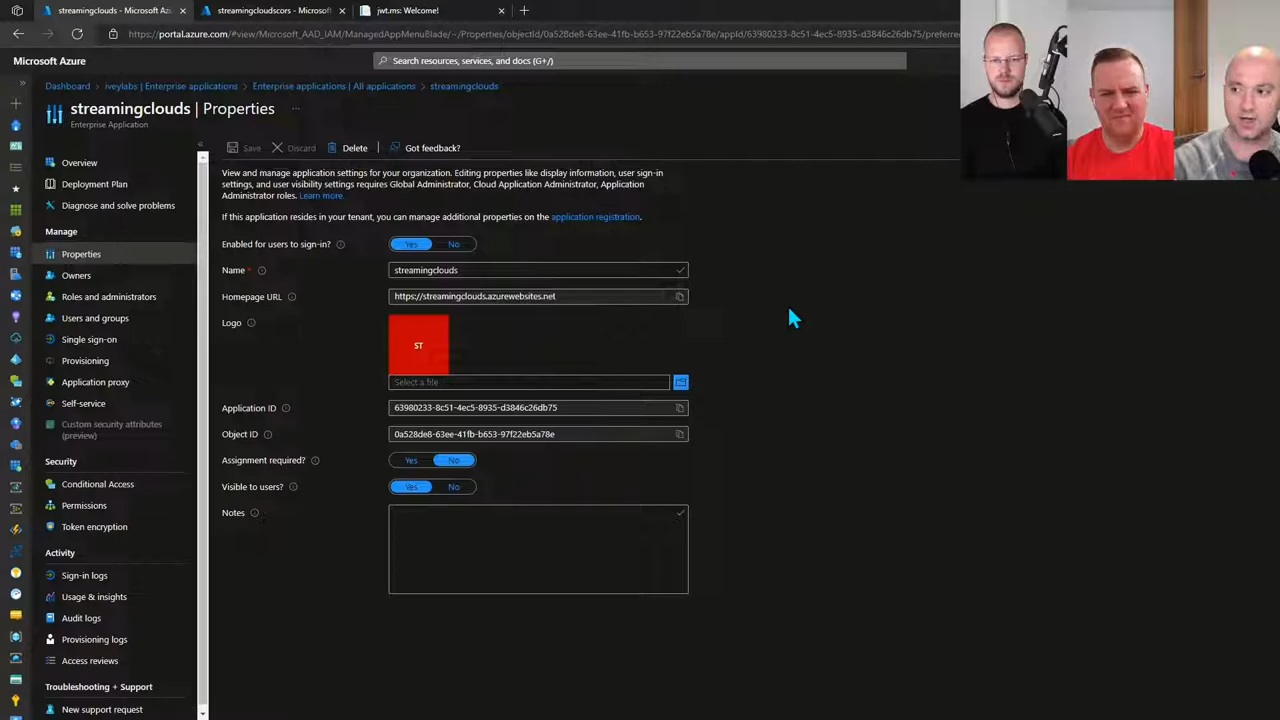 streamingclouds - Microsoft Az
streamingcloudscors - Microsoft
jwt.ms: Welcome!
https://portal.azure.com/#view/Microsoft_AAD_IAM/ManagedAppMenuBlade/~/Properties/objectId/0a528de8-63ee-41fb-b653-97f22eb5a78e/appId/63980233-8c51-4ec5-8935-d3846c26db75/preferred
Microsoft Azure
Search resources, services, and docs (G+/)
Dashboard > iveylabs | Enterprise applications > Enterprise applications | All applications > streamingclouds
streamingclouds | Properties ...
Enterprise Application
Overview
Deployment Plan
Diagnose and solve problems
Manage
Properties
Owners
Roles and administrators
Users and groups
Single sign-on
Provisioning
Application proxy
Self-service
Custom security attributes
(preview)
Security
Conditional Access
Permissions
Token encryption
Activity
Sign-in logs
Usage & insights
Audit logs
Provisioning logs
Access reviews
Troubleshooting + Support
New support request
Save
Discard
Delete
Got feedback?
View and manage application settings for your organization. Editing properties like display information, user sign-in
settings, and user visibility settings requires Global Administrator, Cloud Application Administrator, Application
Administrator roles. Learn more.
If this application resides in your tenant, you can manage additional properties on the application registration.
Enabled for users to sign-in?
Yes No
Name *
streamingclouds
Homepage URL
https://streamingclouds.azurewebsites.net
Logo
ST
Select a file
Application ID
63980233-8c51-4ec5-8935-d3846c26db75
Object ID
0a528de8-63ee-41fb-b653-97f22eb5a78e
Assignment required?
Yes No
Visible to users?
Yes No
Notes